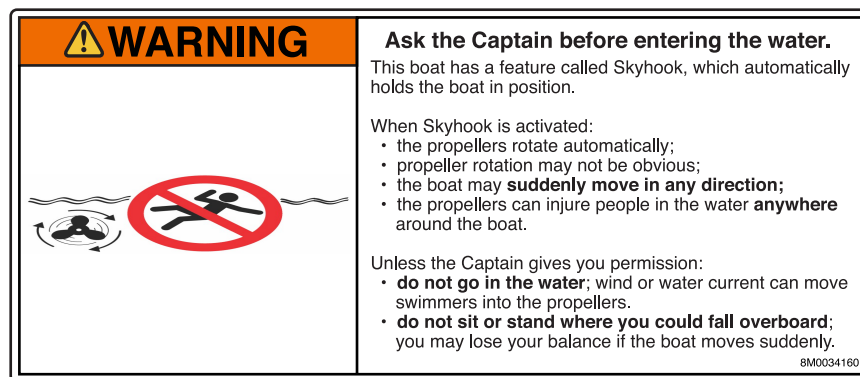 WARNING
Ask the Captain before entering the water.
This boat has a feature called Skyhook, which automatically
holds the boat in position.
When Skyhook is activated:
• the propellers rotate automatically;
• propeller rotation may not be obvious;
• the boat may suddenly move in any direction;
• the propellers can injure people in the water anywhere
around the boat.
Unless the Captain gives you permission:
• do not go in the water; wind or water current can move
swimmers into the propellers.
• do not sit or stand where you could fall overboard;
you may lose your balance if the boat moves suddenly.
8M0034160